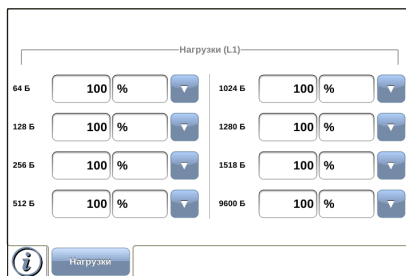 Нагрузки (L1)
64 Б 100 % 1024 Б 100 %
128 Б 100 % 1280 Б 100 %
256 Б 100 % 1518 Б 100 %
512 Б 100 % 9600 Б 100 %
i Нагрузки